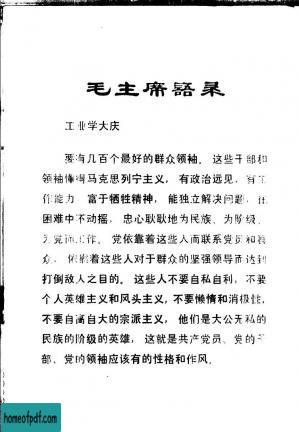 毛主席語录
工业学大庆
要有几百个最好的群众领袖。这些干部和
领袖懂得马克思列宁主义，有政治远见，有工
作能力，富于牺牲精神，能独立解决问题，在
困难中不动摇，忠心耿耿地为民族、为阶级、
为党而工作。党依靠着这些人而联系党员和群
众，依靠着这些人对于群众的坚强领导而达到
打倒敌人之目的。这些人不要自私自利，不要
个人英雄主义和风头主义，不要懒惰和消极性，
不要自高自大的宗派主义，他们是大公无私的
民族的阶级的英雄，这就是共产党员、党的干
部、党的领袖应该有的性格和作风。
homeofpdf.com
homeofpdf.com